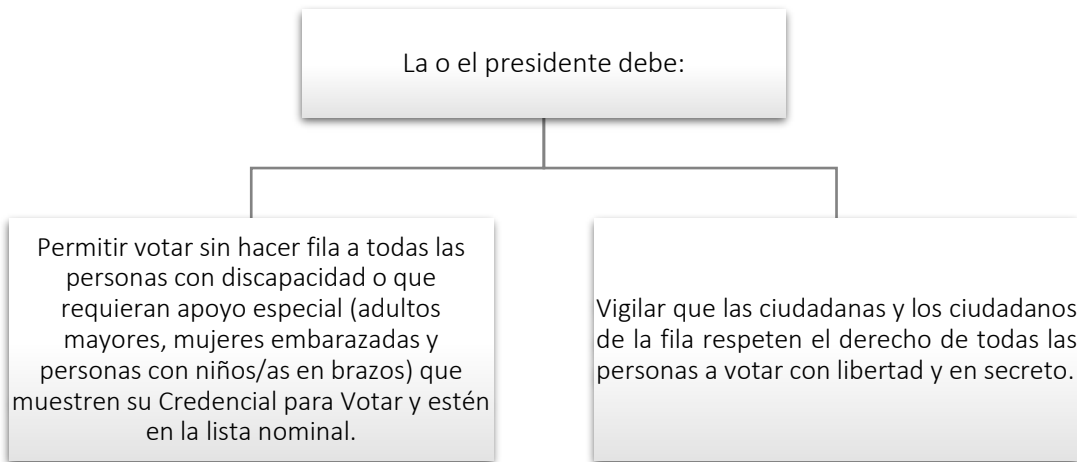 La o el presidente debe:
Permitir votar sin hacer fila a todas las
personas con discapacidad o que
requieran apoyo especial (adultos
mayores, mujeres embarazadas y
personas con niños/as en brazos) que
muestren su Credencial para Votar y estén
en la lista nominal.
Vigilar que las ciudadanas y los ciudadanos
de la fila respeten el derecho de todas las
personas a votar con libertad y en secreto.